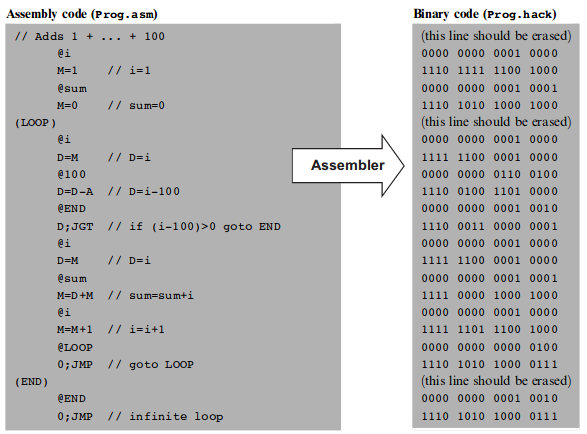 Assembly code (Prog.asm)
// Adds 1 + ... + 100
@i
M=1 // i=1
@sum
M=0 // sum=0
(LOOP)
@i
D=M // D=i
@100
D=D-A // D=i-100
@END
D;JGT // if (i-100)>0 goto END
@i
D=M // D=i
@sum
M=D+M // sum=sum+i
@i
M=M+1 // i=i+1
@LOOP
0;JMP // goto LOOP
(END)
@END
0;JMP // infinite loop
Assembler
Binary code (Prog.hack)
(this line should be erased)
0000 0000 0001 0000
1110 1111 1100 1000
0000 0000 0001 0001
1110 1010 1000 1000
(this line should be erased)
0000 0000 0001 0000
1111 1100 0001 0000
0000 0000 0110 0100
1110 0100 1101 0000
0000 0000 0001 0010
1110 0011 0000 0001
0000 0000 0001 0000
1111 1100 0001 0000
0000 0000 0001 0001
1111 0000 1000 1000
0000 0000 0001 0000
1111 1101 1100 1000
0000 0000 0000 0100
1110 1010 1000 0111
(this line should be erased)
0000 0000 0001 0010
1110 1010 1000 0111